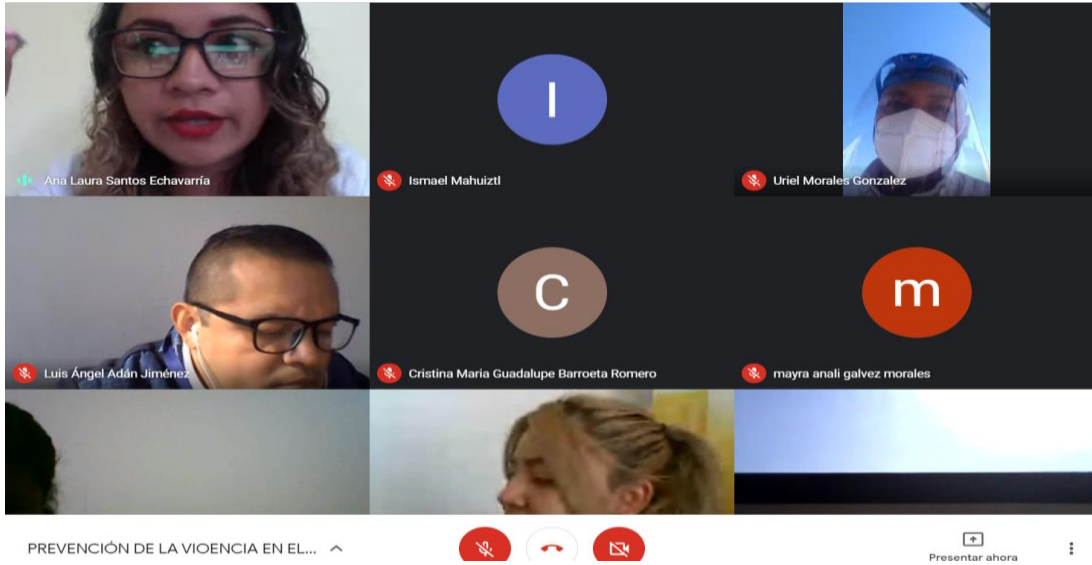 I
Ana Laura Santos Echavarría
Ismael Mahuiztl
Uriel Morales Gonzalez
C
m
Luis Ángel Adán Jiménez
Cristina Maria Guadalupe Barroeta Romero
mayra anali galvez morales
PREVENCIÓN DE LA VIOENCIA EN EL...
Presentar ahora